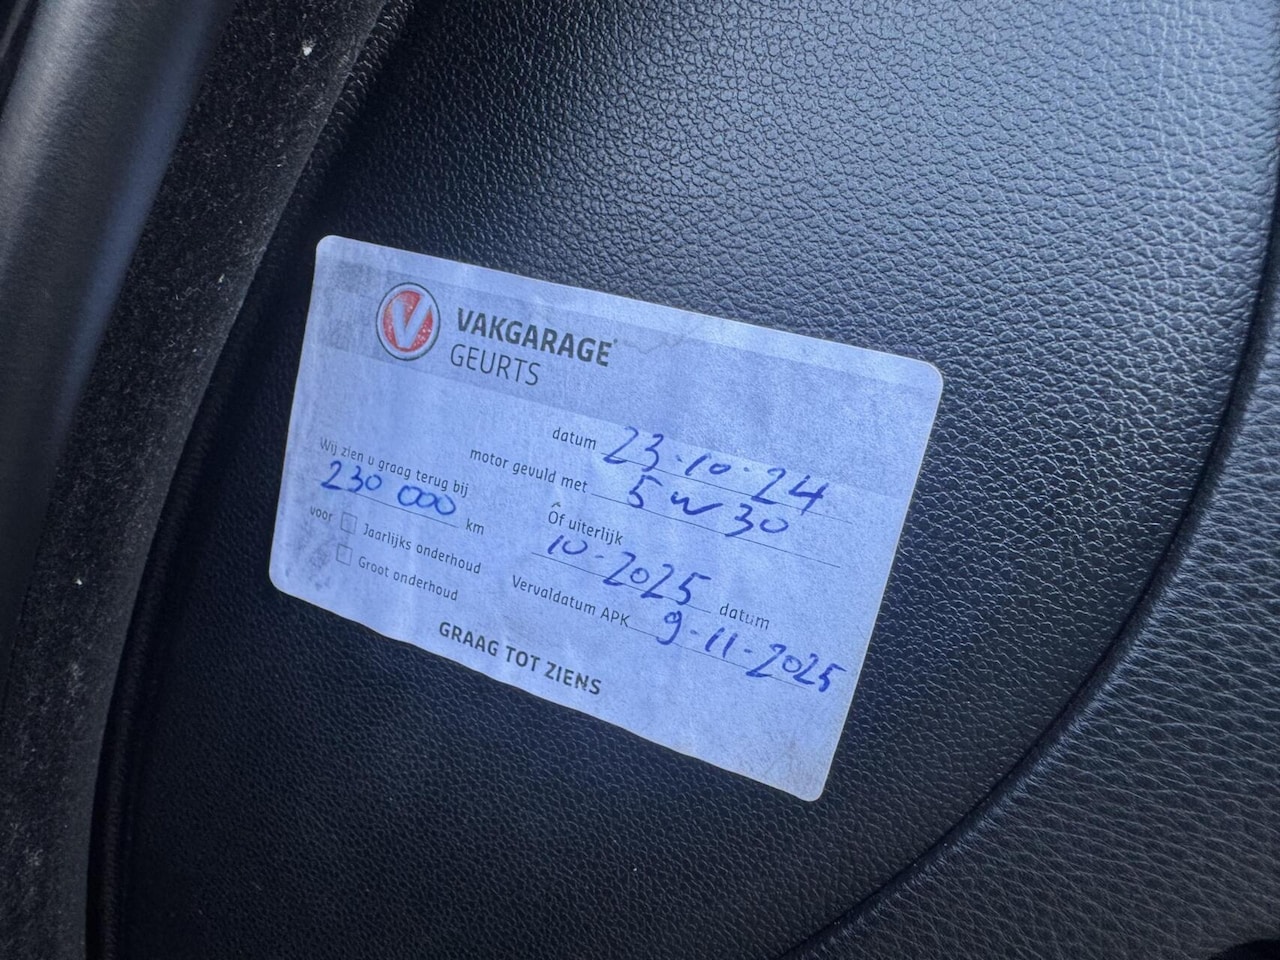 V VAKGARAGE
GEURTS
datum 23-10-24
motor gevuld met 5W30
Wij zien u graag terug bij
230 000 km
Óf uiterlijk
10-2025 datum
voor Jaarlijks onderhoud
Groot onderhoud
Vervaldatum APK 9-11-2025
GRAAG TOT ZIENS